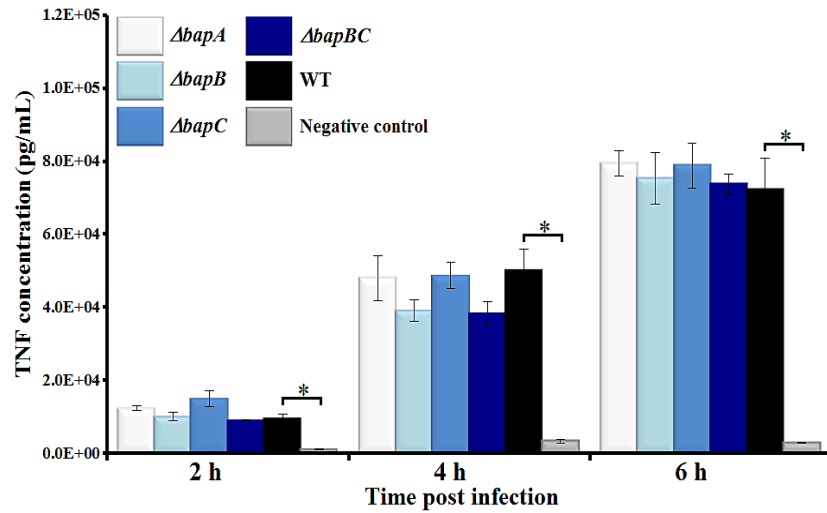 TNF concentration (pg/mL)
1.2E+05
1.0E+05
8.0E+04
6.0E+04
4.0E+04
2.0E+04
0.0E+00
ΔbapA
ΔbapB
ΔbapC
ΔbapBC
WT
Negative control
*
*
*
2 h
4 h
6 h
Time post infection